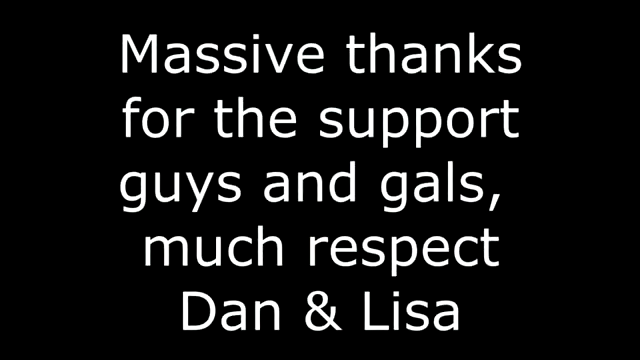 Massive thanks
for the support
guys and gals,
much respect
Dan & Lisa